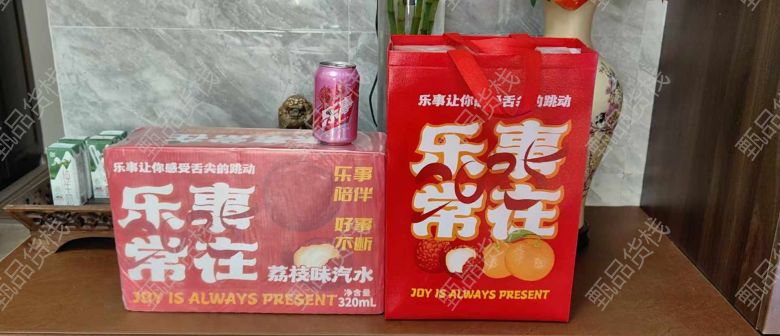 乐事让你感受舌尖的跳动
乐事
常在
乐事
陪伴
好事
不断
荔枝味汽水
净含量
320mL
JOY IS ALWAYS PRESENT
乐事
乐事让你感受舌尖的跳动
乐事
常在
JOY IS ALWAYS PRESENT
甄品货栈